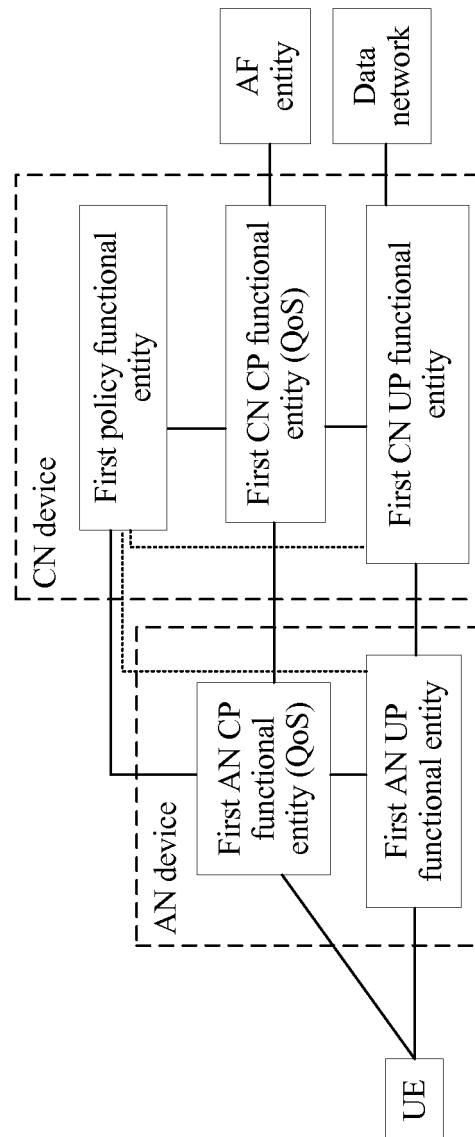 CN device
First policy functional
entity
First CN CP functional
entity (QoS)
First CN UP functional
entity
AF
entity
Data
network
AN device
First AN CP
functional
entity (QoS)
First AN UP
functional entity
UE